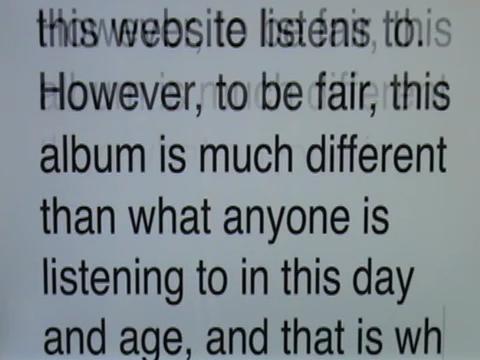 this website listens to.
However, to be fair, this
album is much different
than what anyone is
listening to in this day
and age, and that is wh